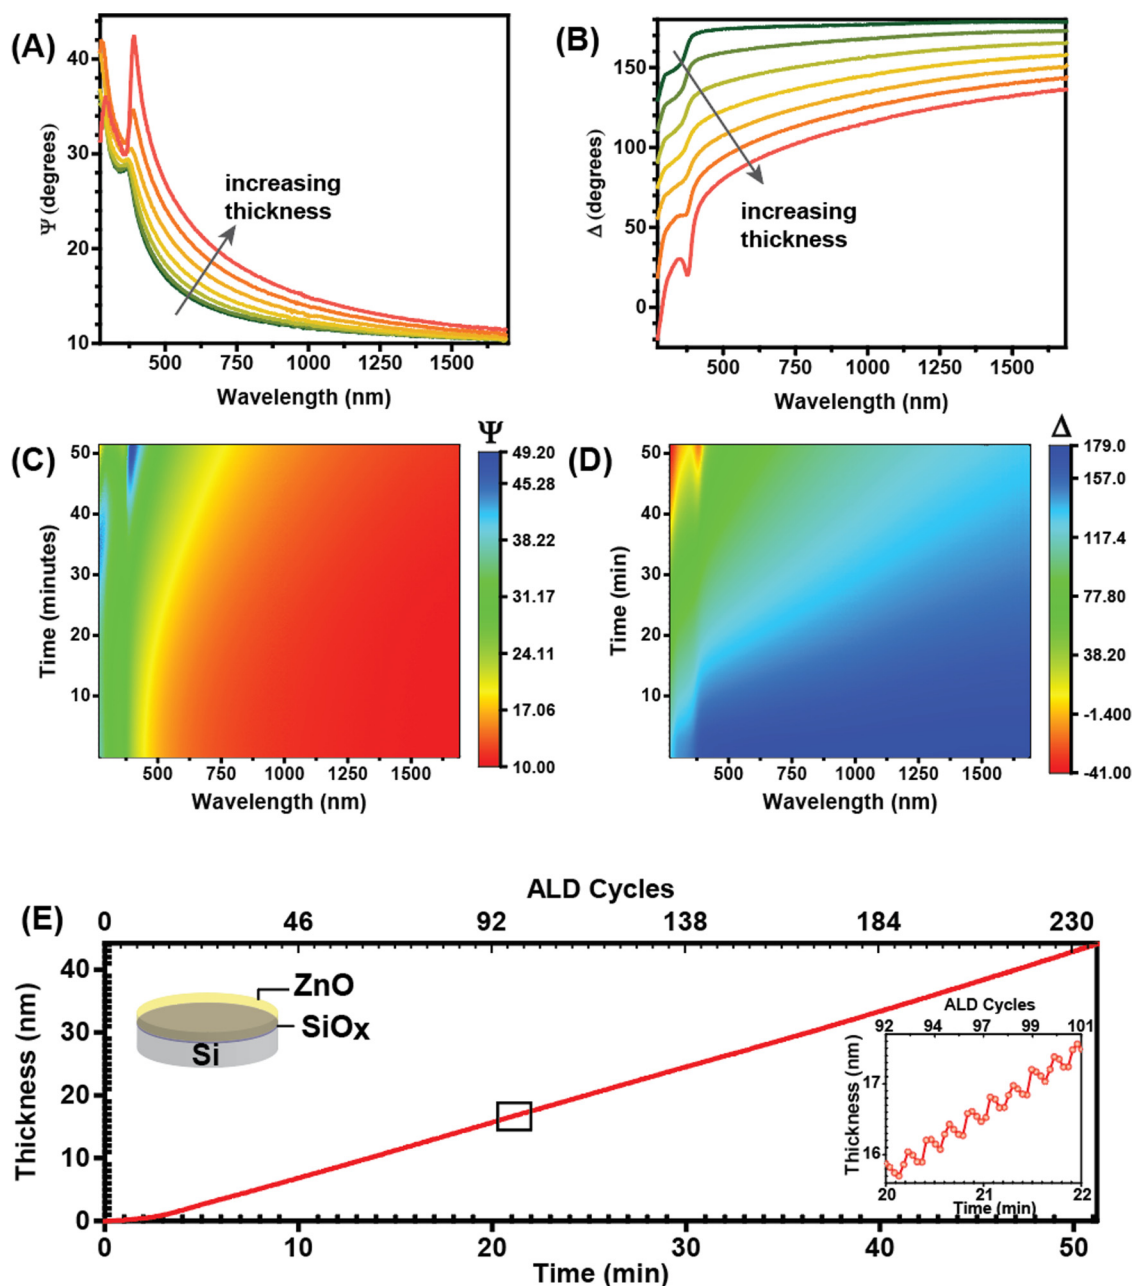 (A)
40
30
20
10
Ψ (degrees)
increasing
thickness
500
750
1000
1250
1500
Wavelength (nm)
(B)
150
100
50
0
Δ (degrees)
increasing
thickness
500
750
1000
1250
1500
Wavelength (nm)
(C)
50
40
30
20
10
Time (minutes)
500
750
1000
1250
1500
Wavelength (nm)
Ψ
49.20
45.28
38.22
31.17
24.11
17.06
10.00
(D)
50
40
30
20
10
Time (min)
500
750
1000
1250
1500
Wavelength (nm)
Δ
179.0
157.0
117.4
77.80
38.20
-1.400
-41.00
(E)
ALD Cycles
0
46
92
138
184
230
40
30
20
10
0
Thickness (nm)
ZnO
SiOx
Si
ALD Cycles
92
94
97
99
101
17
16
Thickness (nm)
20
21
22
Time (min)
0
10
20
30
40
50
Time (min)